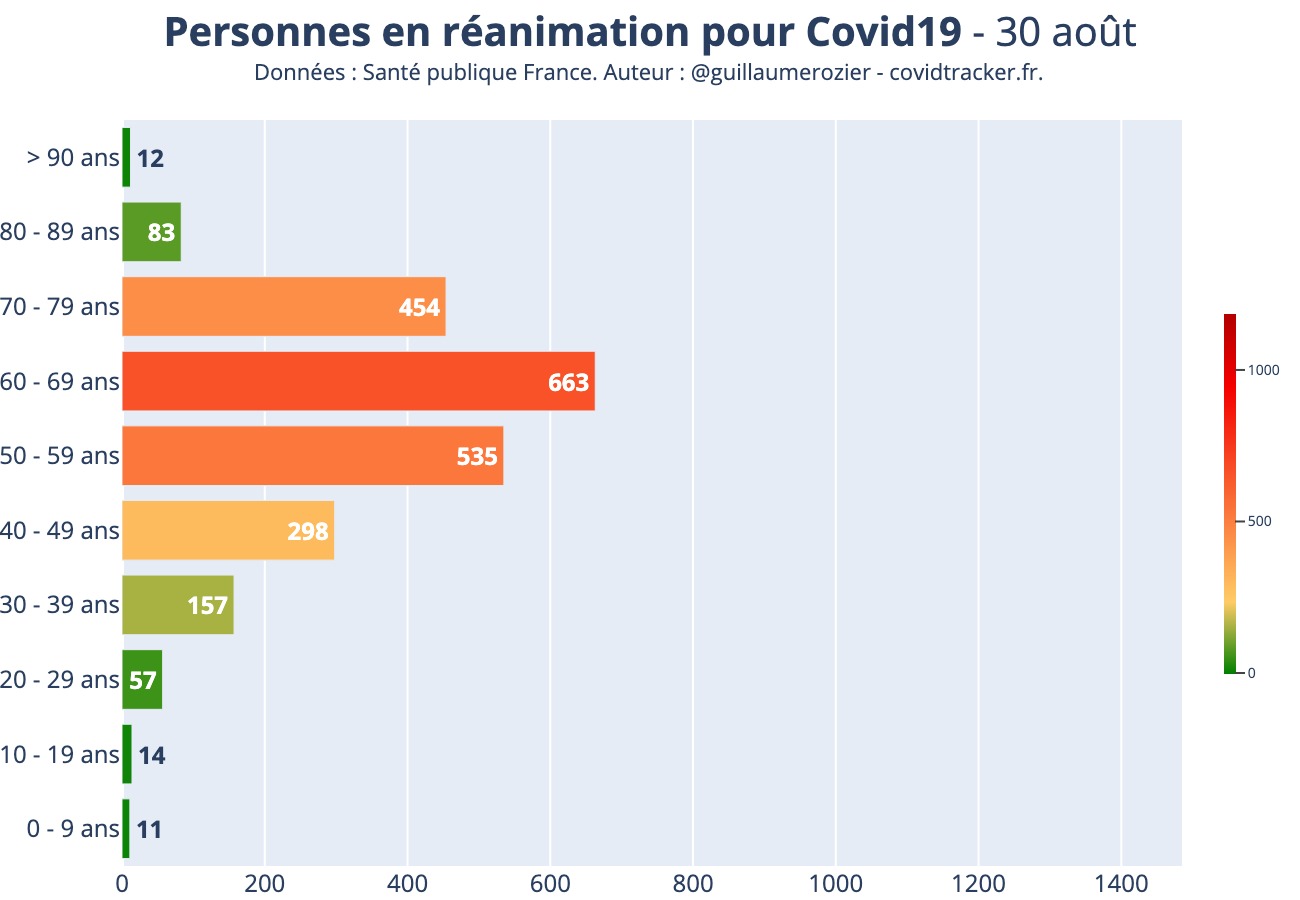 Personnes en réanimation pour Covid19 - 30 août
Données : Santé publique France. Auteur : @guillaumerozier - covidtracker.fr.
> 90 ans 12
80 - 89 ans 83
70 - 79 ans 454
60 - 69 ans 663
50 - 59 ans 535
40 - 49 ans 298
30 - 39 ans 157
20 - 29 ans 57
10 - 19 ans 14
0 - 9 ans 11
0 200 400 600 800 1000 1200 1400
1000
500
0